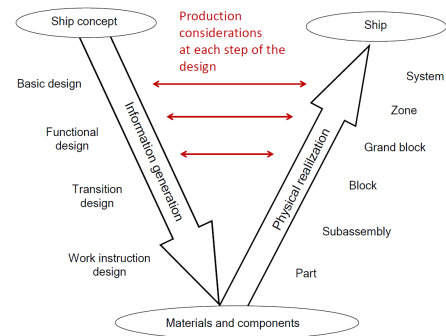 Ship concept
Production
considerations
at each step of the
design
Ship
Basic design
System
Zone
Functional
design
Grand block
Information generation
Physical realization
Transition
design
Block
Subassembly
Work instruction
design
Part
Materials and components